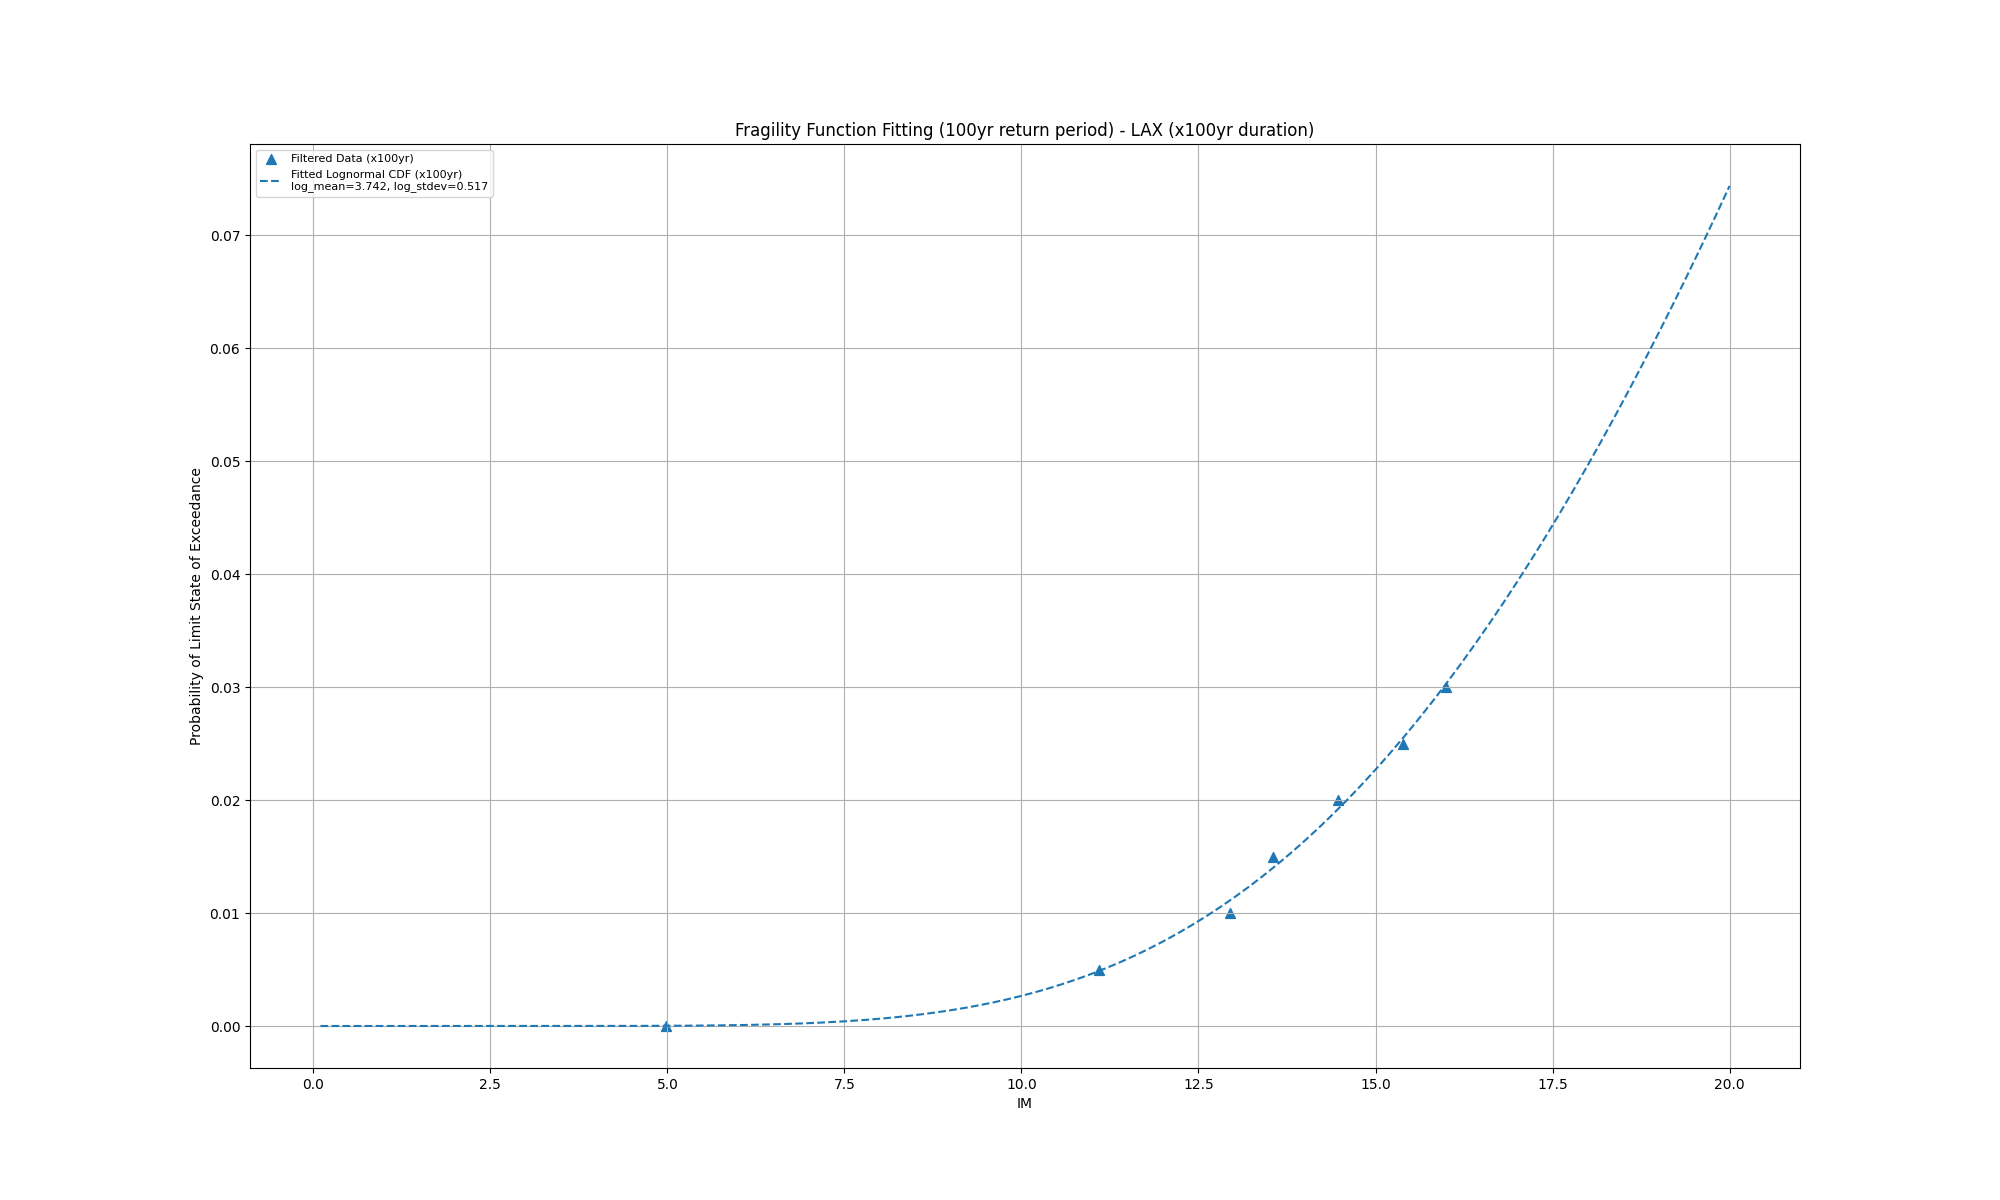 Fragility Function Fitting (100yr return period) - LAX (x100yr duration)
Filtered Data (x100yr)
Fitted Lognormal CDF (x100yr)
log_mean=3.742, log_stdev=0.517
Probability of Limit State of Exceedance
0.07
0.06
0.05
0.04
0.03
0.02
0.01
0.00
0.0 2.5 5.0 7.5 10.0 12.5 15.0 17.5 20.0
IM